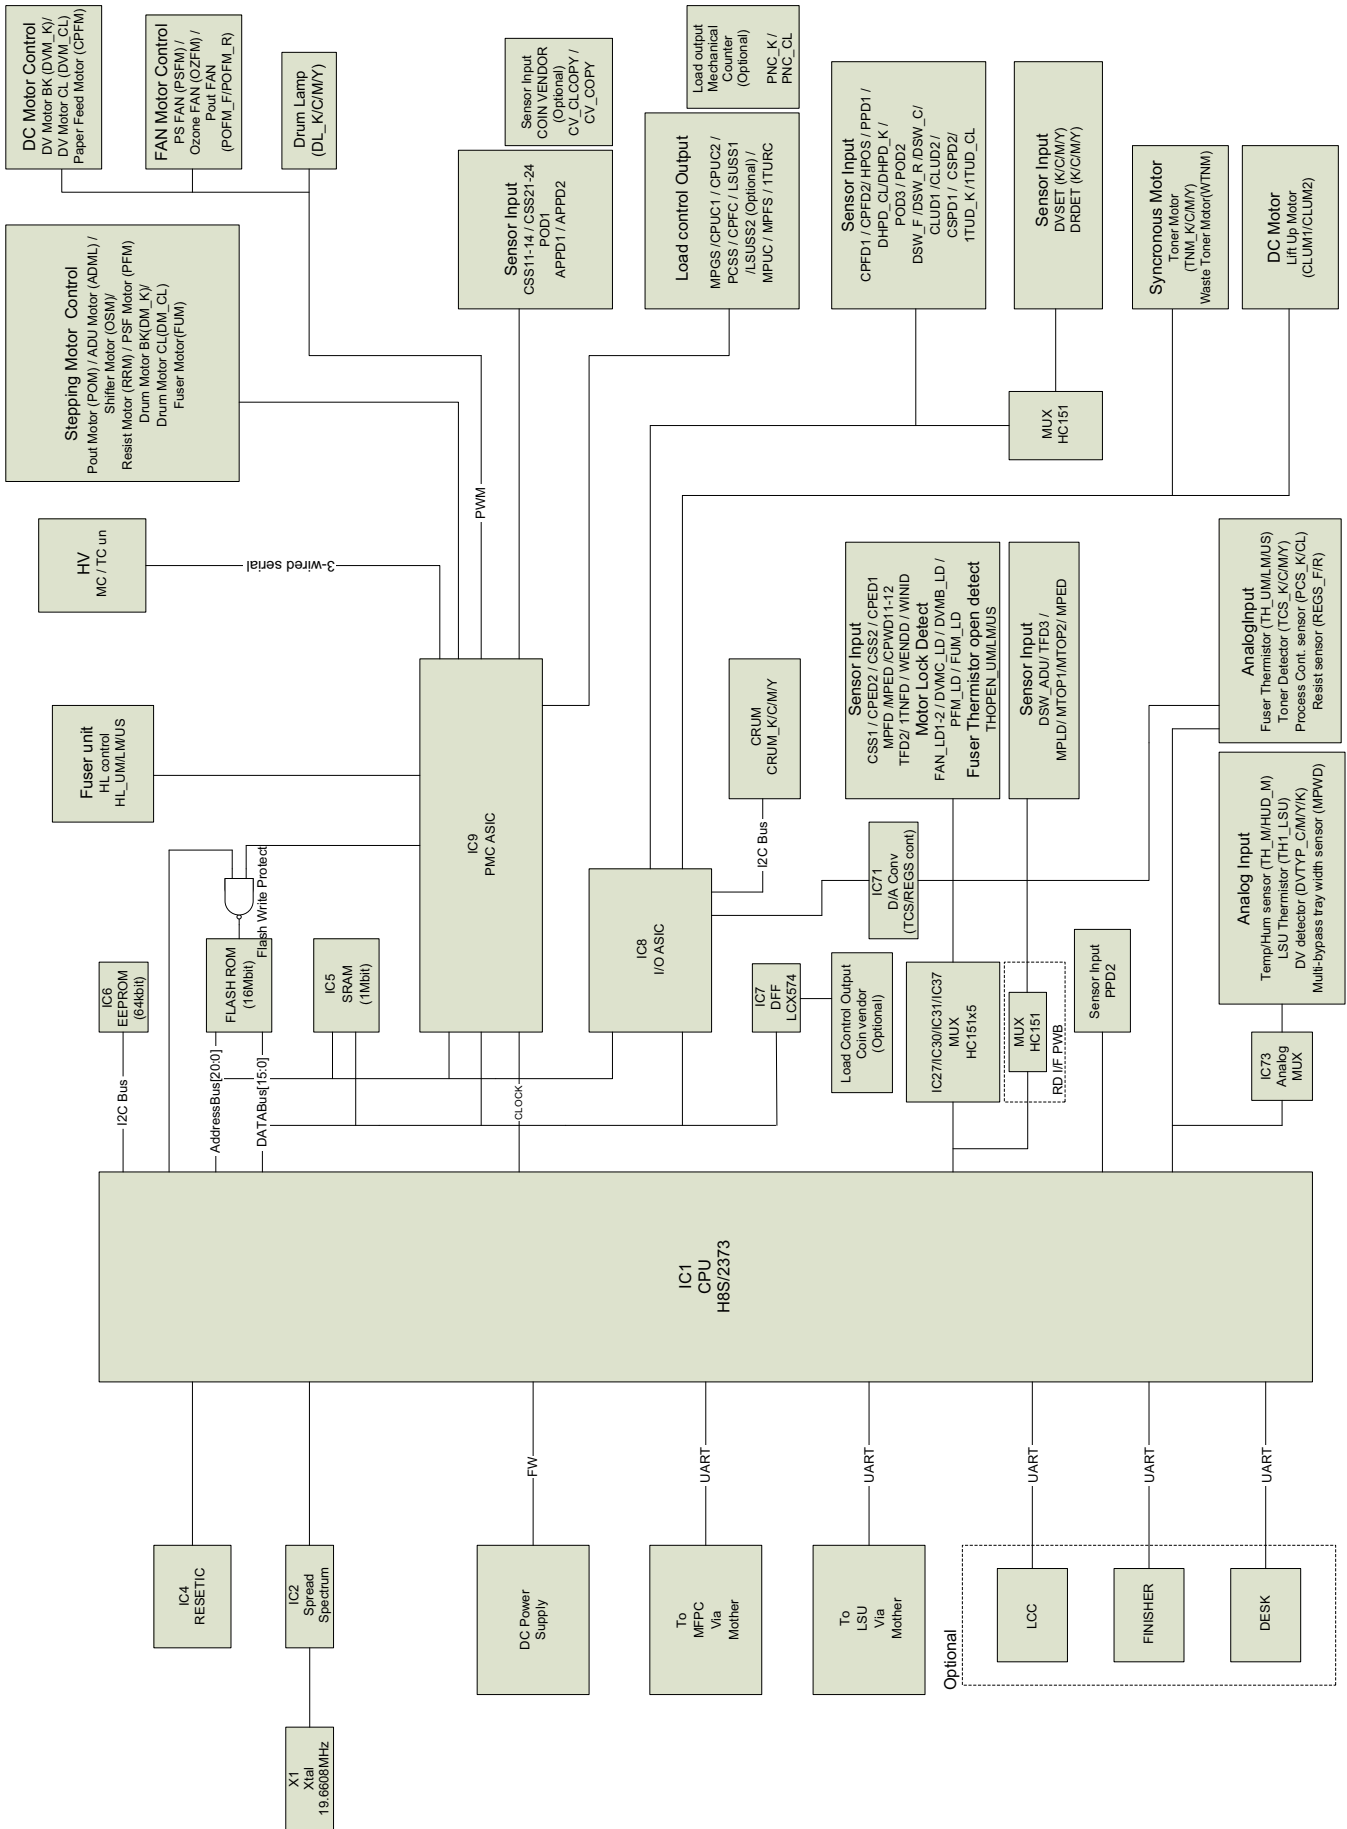 DC Motor Control
DV Motor BK (DVM_K)/
DV Motor CL (DVM_CL)/
Paper Feed Motor (CPFM)
FAN Motor Control
PS FAN (PSFM) /
Ozone FAN (OZFM) /
Pout FAN
(POFM_F/POFM_R)
Drum Lamp
(DL_K/C/M/Y)
Stepping Motor Control
Pout Motor (POM) / ADU Motor (ADML) /
Shifter Motor (OSM)/
Resist Motor (RRM) / PSF Motor (PFM)
Drum Motor BK(DM_K)/
Drum Motor CL(DM_CL)/
Fuser Motor(FUM)
HV
MC / TC un
3-wired serial
PWM
Fuser unit
HL control
HL_UM/LM/US
Sensor Input
COIN VENDOR
(Optional)
CV_CLCOPY /
CV_COPY
Sensor Input
CSS11-14 / CSS21-24
POD1
APPD1 / APPD2
Load output
Mechanical
Counter
(Optional)
PNC_K /
PNC_CL
Load control Output
MPGS /CPUC1 / CPUC2 /
PCSS / CPFC / LSUSS1
/LSUSS2 (Optional) /
MPUC / MPFS / 1TURC
Sensor Input
CPFD1 / CPFD2/ HPOS / PPD1 /
DHPD_CL/DHPD_K /
POD3 / POD2
DSW_F /DSW_R /DSW_C/
CLUD1 /CLUD2 /
CSPD1 / CSPD2/
1TUD_K /1TUD_CL
Sensor Input
DVSET (K/C/M/Y)
DRDET (K/C/M/Y)
MUX
HC151
Syncronous Motor
Toner Motor
(TNM_K/C/M/Y)
Waste Toner Motor(WTNM)
DC Motor
Lift Up Motor
(CLUM1/CLUM2)
IC9
PMC ASIC
IC8
I/O ASIC
CRUM
CRUM_K/C/M/Y
I2C Bus
Sensor Input
CSS1 / CPED2 / CSS2 / CPED1
MPFD /MPED /CPWD11-12
TFD2/ 1TNFD / WENDD / WINID
Motor Lock Detect
FAN_LD1-2 / DVMC_LD / DVMB_LD /
PFM_LD / FUM_LD
Fuser Thermistor open detect
THOPEN_UM/LM/US
Sensor Input
DSW_ADU/ TFD3 /
MPLD/ MTOP1/MTOP2/ MPED
AnalogInput
Fuser Thermistor (TH_UM/LM/US)
Toner Detector (TCS_K/C/M/Y)
Process Cont. sensor (PCS_K/CL)
Resist sensor (REGS_F/R)
Analog Input
Temp/Hum sensor (TH_M/HUD_M)
LSU Thermistor (TH1_LSU)
DV detector (DVTYP_C/M/Y/K)
Multi-bypass tray width sensor (MPWD)
IC71
D/A Conv
(TCS/REGS cont)
Flash Write Protect
IC6
EEPROM
(64kbit)
FLASH ROM
(16Mbit)
IC5
SRAM
(1Mbit)
IC7
DFF
LCX574
Load Control Output
Coin vendor
(Optional)
IC27/IC30/IC31/IC37
MUX
HC151x5
MUX
HC151
RD I/F PWB
Sensor Input
PPD2
IC73
Analog
MUX
I2C Bus
AddressBus[20:0]
DATABus[15:0]
CLOCK
IC1
CPU
H8S/2373
FW
UART
UART
UART
UART
UART
IC4
RESETIC
IC2
Spread
Spectrum
X1
Xtal
19.6608MHz
DC Power
Supply
To
MFPC
Via
Mother
To
LSU
Via
Mother
Optional
LCC
FINISHER
DESK